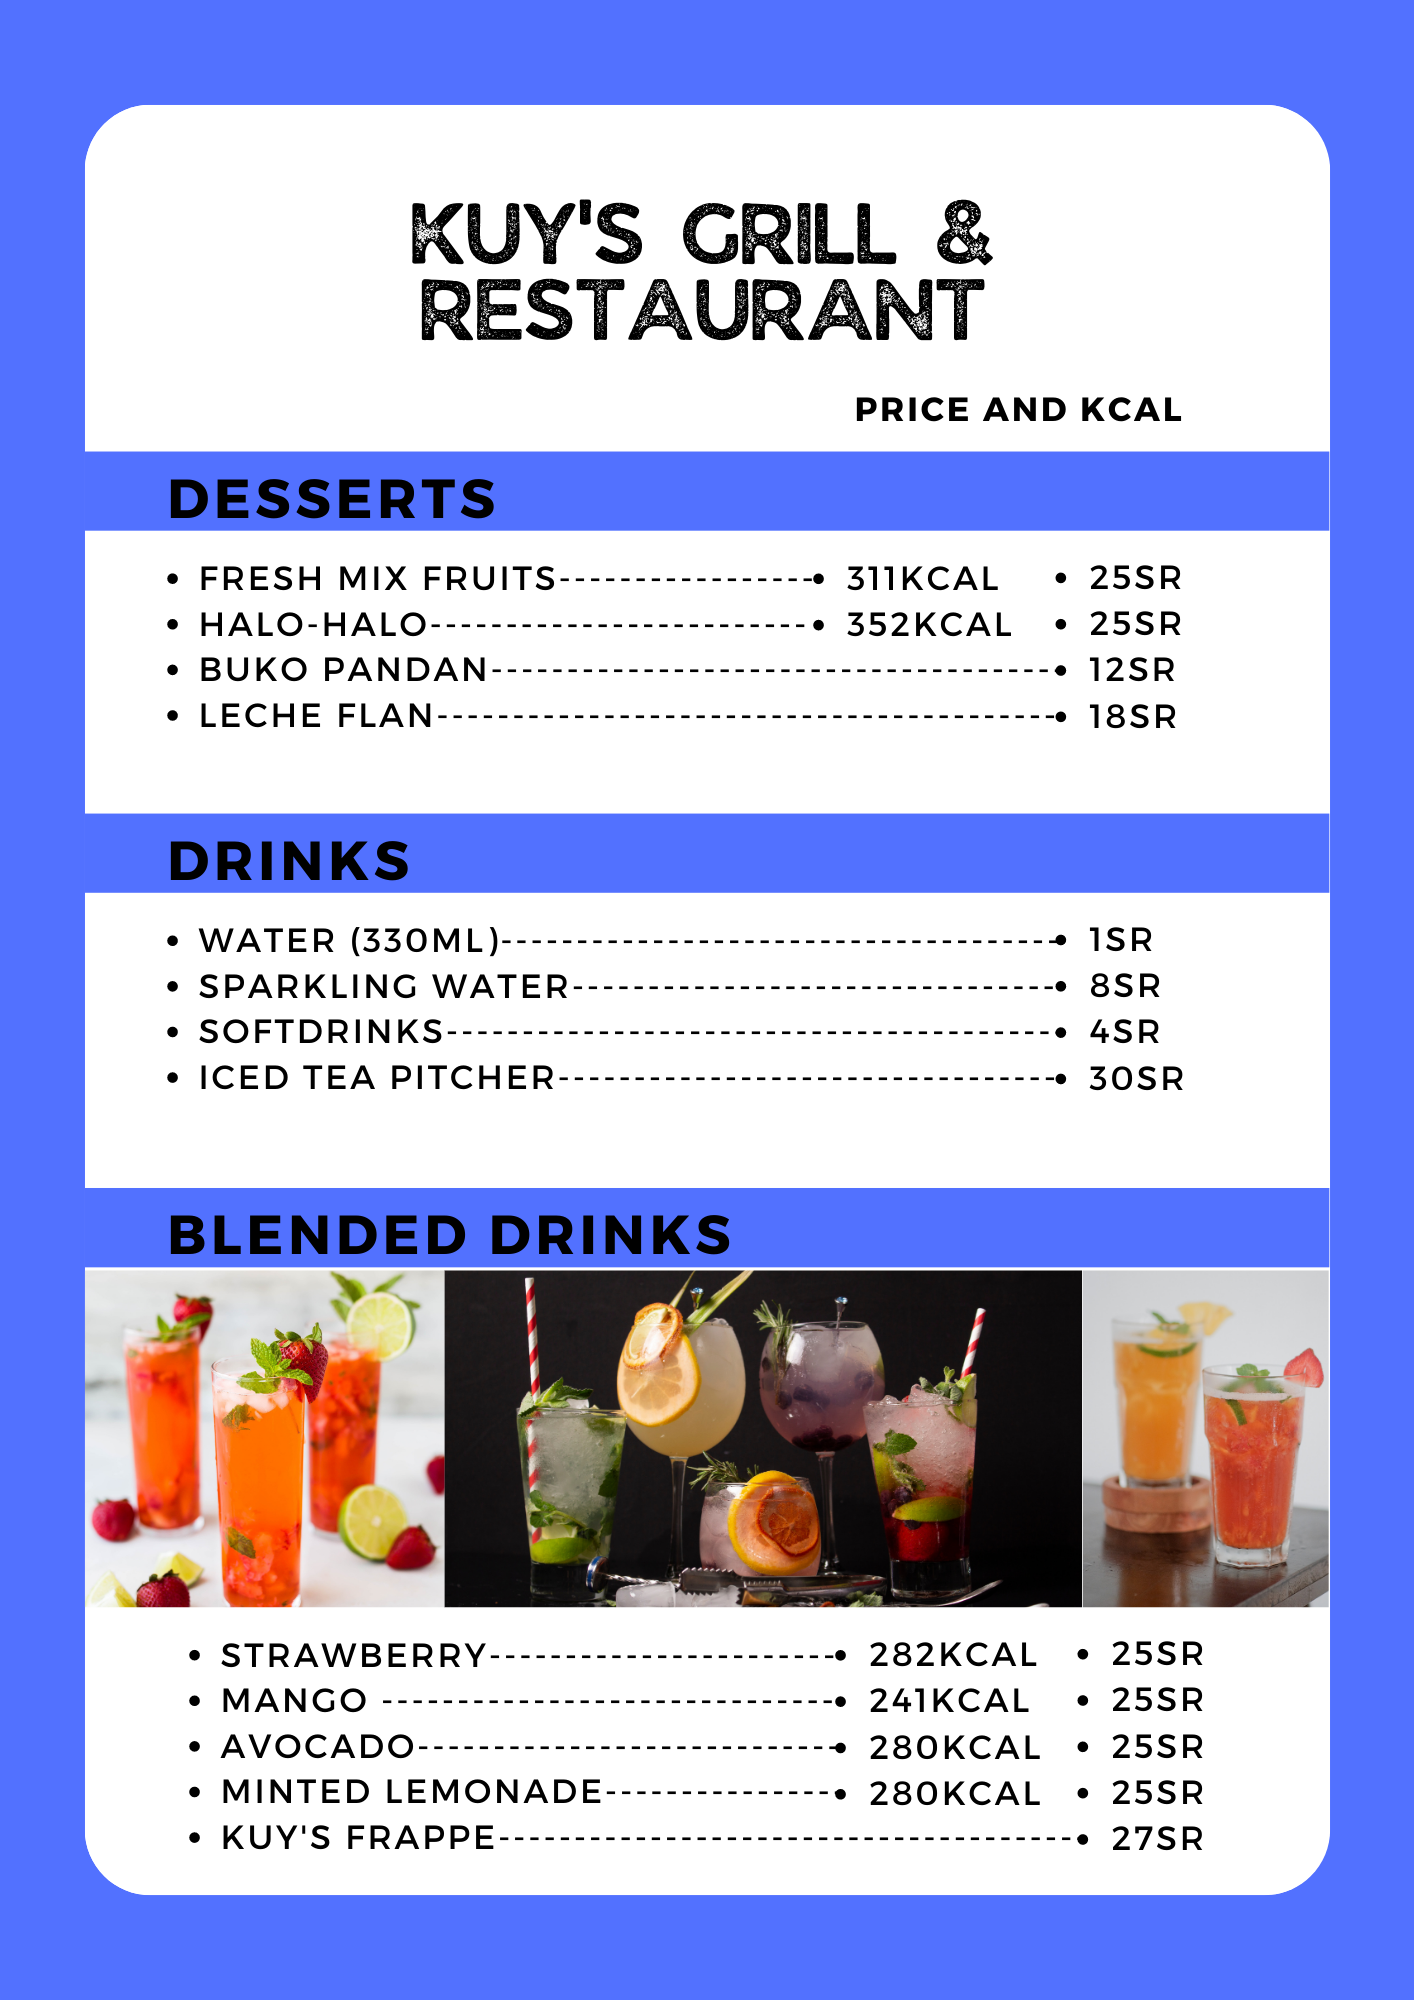 KUY'S GRILL &
RESTAURANT
PRICE AND KCAL
DESSERTS
• FRESH MIX FRUITS-----------------• 311KCAL • 25SR
• HALO-HALO-------------------------• 352KCAL • 25SR
• BUKO PANDAN-------------------------------------• 12SR
• LECHE FLAN-----------------------------------------• 18SR
DRINKS
• WATER (330ML)-------------------------------------• 1SR
• SPARKLING WATER--------------------------------• 8SR
• SOFTDRINKS----------------------------------------• 4SR
• ICED TEA PITCHER---------------------------------• 30SR
BLENDED DRINKS
• STRAWBERRY-----------------------• 282KCAL • 25SR
• MANGO ------------------------------• 241KCAL • 25SR
• AVOCADO----------------------------• 280KCAL • 25SR
• MINTED LEMONADE---------------• 280KCAL • 25SR
• KUY'S FRAPPE--------------------------------------• 27SR